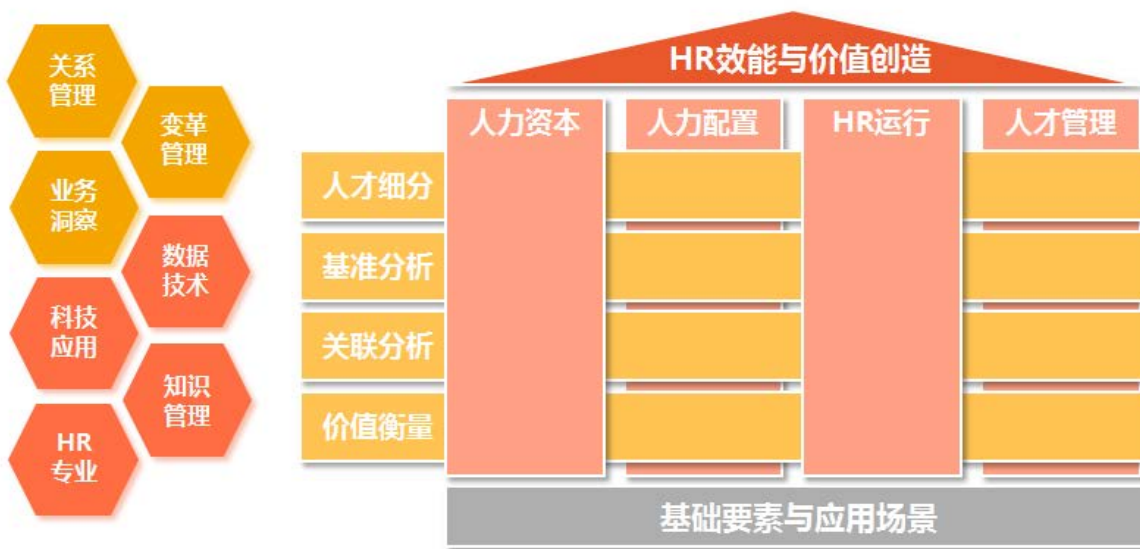 关系
管理
变革
管理
业务
洞察
数据
技术
科技
应用
知识
管理
HR
专业
HR效能与价值创造
人力资本
人力配置
HR运行
人才管理
人才细分
基准分析
关联分析
价值衡量
基础要素与应用场景